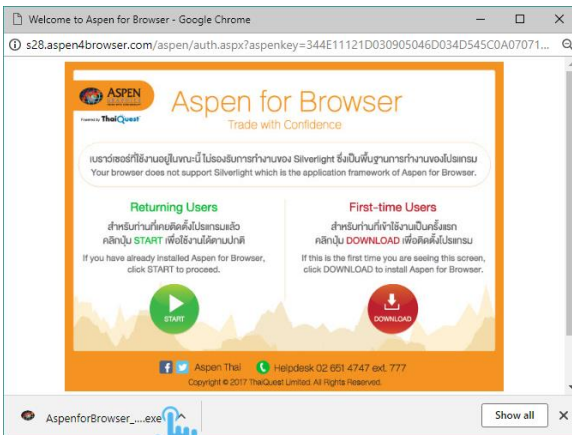 Welcome to Aspen for Browser - Google Chrome
s28.aspen4browser.com/aspen/auth.aspx?aspenkey=344E11121D030905046D034D545C0A07071...
ASPEN
Powered by ThaiQuest
Aspen for Browser
Trade with Confidence
เบราว์เซอร์ที่ใช้งานอยู่ในขณะนี้ ไม่รองรับการทำงานของ Silverlight ซึ่งเป็นพื้นฐานการทำงานของโปรแกรม
Your browser does not support Silverlight which is the application framework of Aspen for Browser.
Returning Users
สำหรับท่านที่เคยติดตั้งโปรแกรมแล้ว
คลิกปุ่ม START เพื่อใช้งานได้ตามปกติ
If you have already installed Aspen for Browser,
click START to proceed.
START
First-time Users
สำหรับท่านที่เข้าใช้งานเป็นครั้งแรก
คลิกปุ่ม DOWNLOAD เพื่อติดตั้งโปรแกรม
If this is the first time you are seeing this screen,
click DOWNLOAD to install Aspen for Browser.
DOWNLOAD
Aspen Thai Helpdesk 02 651 4747 ext. 777
Copyright © 2017 ThaiQuest Limited. All Rights Reserved.
AspenforBrowser_....exe
Show all